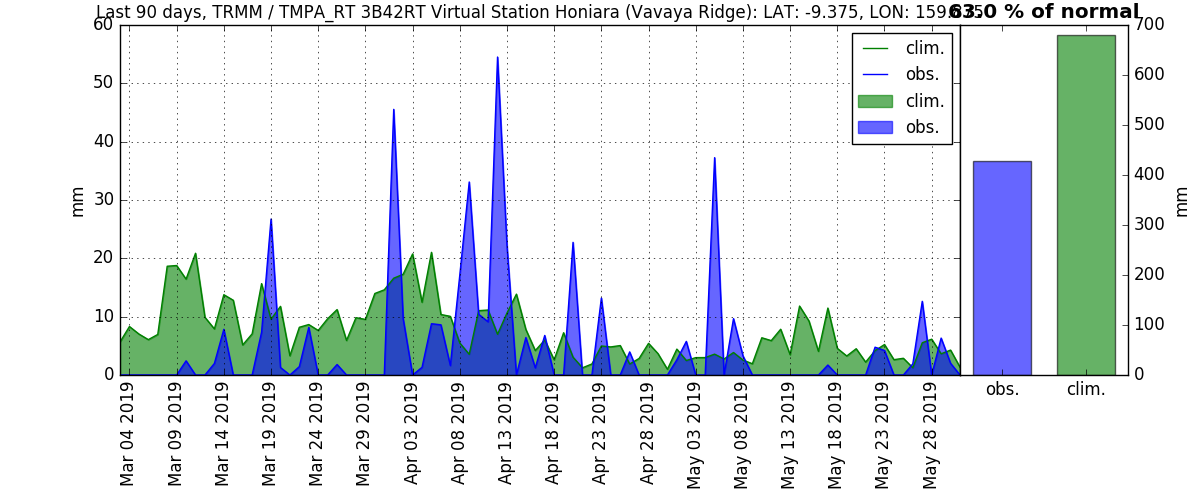 Last 90 days, TRMM / TMPA_RT 3B42RT Virtual Station Honiara (Vavaya Ridge): LAT: -9.375, LON: 159.
63.0 % of normal
60
50
40
30
20
10
0
mm
clim.
obs.
clim.
obs.
700
600
500
400
300
200
100
0
mm
obs.
clim.
Mar 04 2019
Mar 09 2019
Mar 14 2019
Mar 19 2019
Mar 24 2019
Mar 29 2019
Apr 03 2019
Apr 08 2019
Apr 13 2019
Apr 18 2019
Apr 23 2019
Apr 28 2019
May 03 2019
May 08 2019
May 13 2019
May 18 2019
May 23 2019
May 28 2019